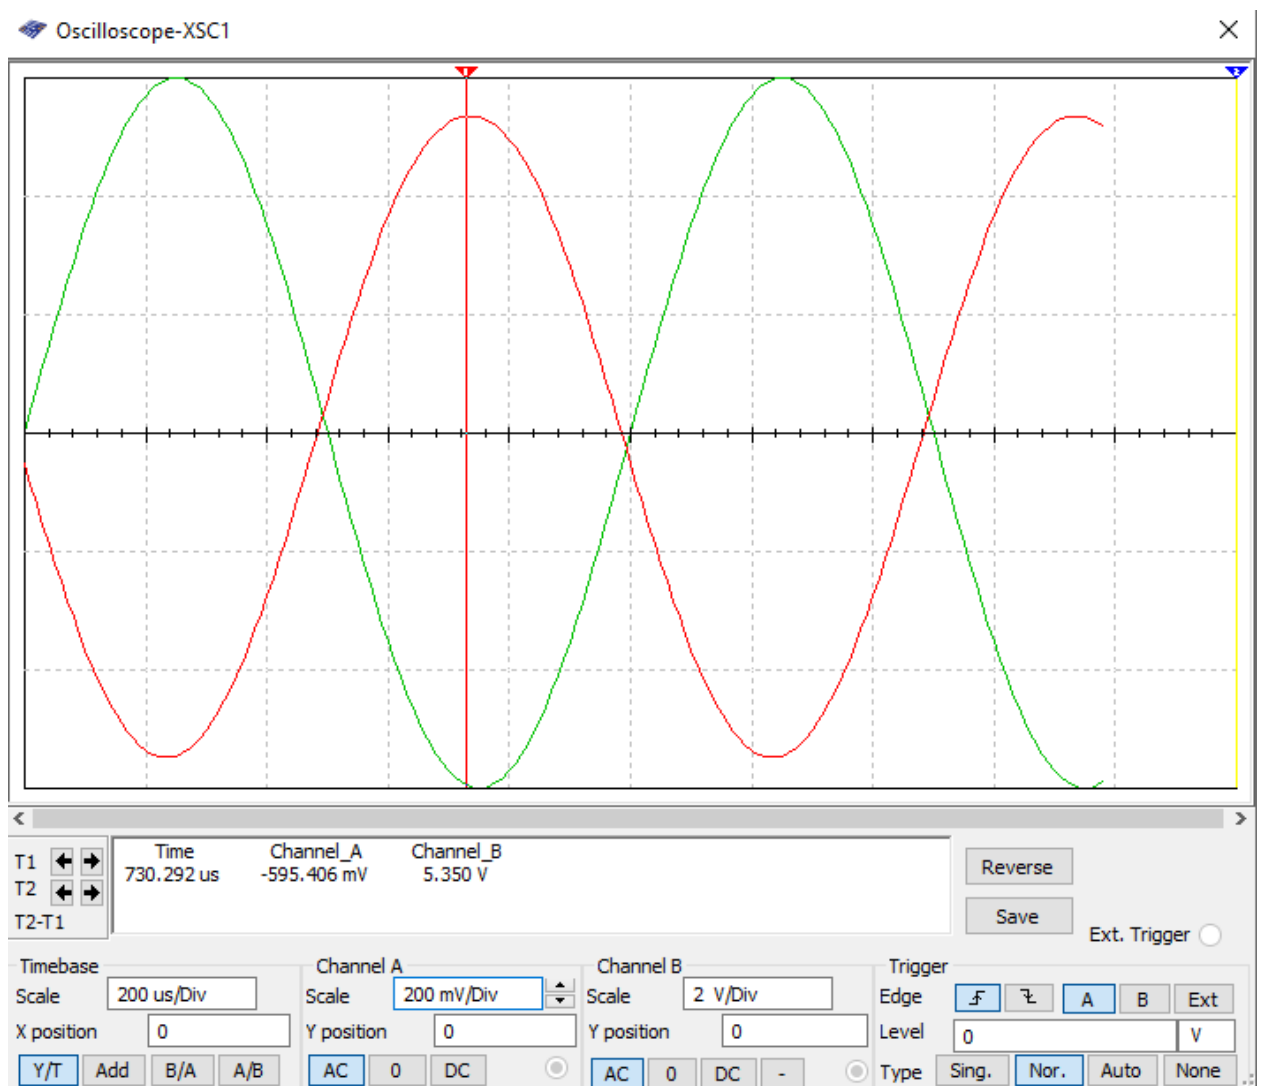 Oscilloscope-XSC1
1
2
T1
T2
T2-T1
Time Channel_A Channel_B
730.292 us -595.406 mV 5.350 V
Reverse
Save
Ext. Trigger
Timebase
Scale 200 us/Div
X position 0
Y/T Add B/A A/B
Channel A
Scale 200 mV/Div
Y position 0
AC 0 DC
Channel B
Scale 2 V/Div
Y position 0
AC 0 DC -
Trigger
Edge A B Ext
Level 0 V
Type Sing. Nor. Auto None